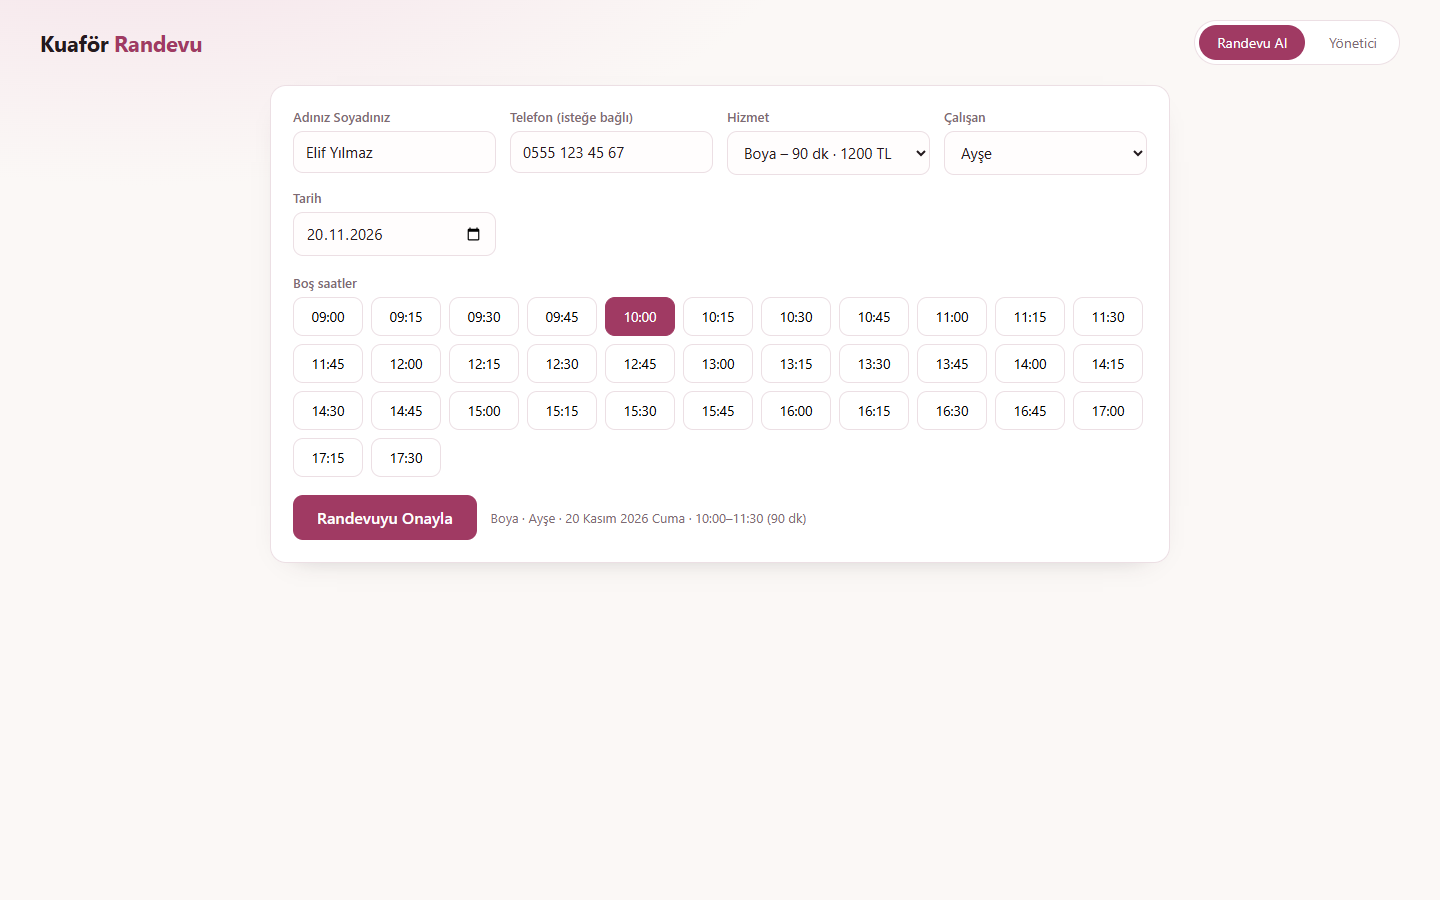 Kuaför Randevu
Randevu Al
Yönetici
Adınız Soyadınız
Telefon (isteğe bağlı)
Hizmet
Çalışan
Elif Yılmaz
0555 123 45 67
Boya – 90 dk · 1200 TL
Ayşe
Tarih
20.11.2026
Boş saatler
09:00 09:15 09:30 09:45 10:00 10:15 10:30 10:45 11:00 11:15 11:30
11:45 12:00 12:15 12:30 12:45 13:00 13:15 13:30 13:45 14:00 14:15
14:30 14:45 15:00 15:15 15:30 15:45 16:00 16:15 16:30 16:45 17:00
17:15 17:30
Randevuyu Onayla
Boya · Ayşe · 20 Kasım 2026 Cuma · 10:00–11:30 (90 dk)